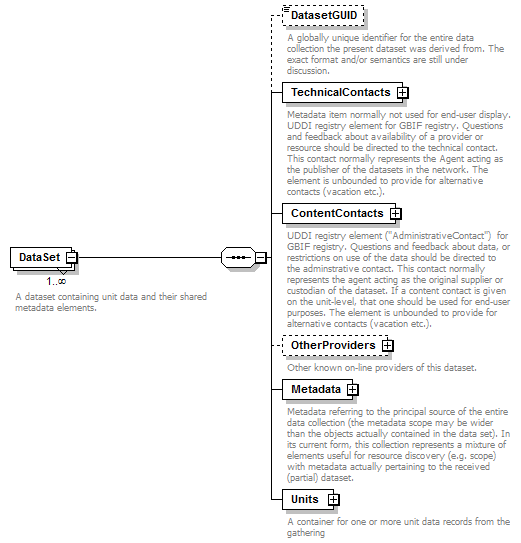 DatasetGUID
A globally unique identifier for the entire data
collection the present dataset was derived from. The
exact format and/or semantics are still under
discussion.
TechnicalContacts
Metadata item normally not used for end-user display.
UDDI registry element for GBIF registry. Questions
and feedback about availability of a provider or
resource should be directed to the technical contact.
This contact normally represents the Agent acting as
the publisher of the datasets in the network. The
element is unbounded to provide for alternative
contacts (vacation etc.).
ContentContacts
UDDI registry element ("AdministrativeContact") for
GBIF registry. Questions and feedback about data, or
restrictions on use of the data should be directed to
the adminstrative contact. This contact normally
represents the agent acting as the original supplier or
custodian of the dataset. If a content contact is given
on the unit-level, that one should be used for end-user
purposes. The element is unbounded to provide for
alternative contacts (vacation etc.).
DataSet
1..∞
A dataset containing unit data and their shared
metadata elements.
OtherProviders
Other known on-line providers of this dataset.
Metadata
Metadata referring to the principal source of the entire
data collection (the metadata scope may be wider
than the objects actually contained in the data set). In
its current form, this collection represents a mixture of
elements useful for resource discovery (e.g. scope)
with metadata actually pertaining to the received
(partial) dataset.
Units
A container for one or more unit data records from the
gathering